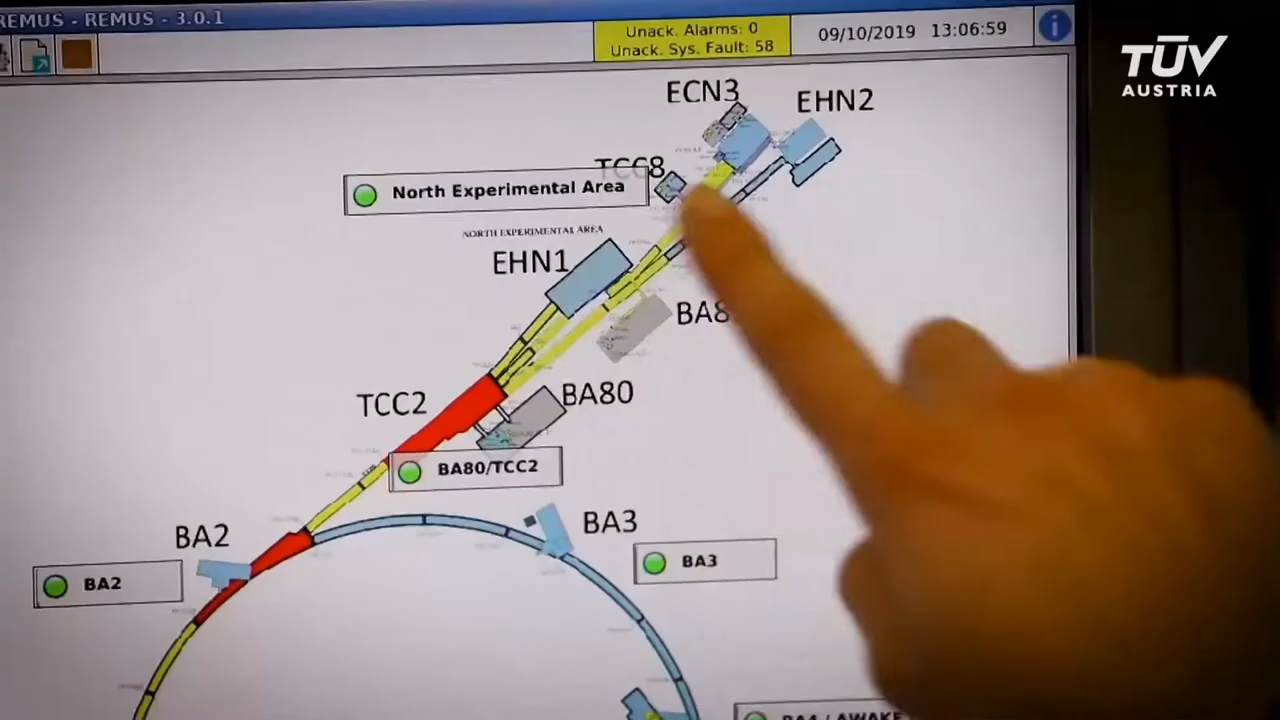 REMUS - REMUS - 3.0.1
Unack. Alarms: 0
Unack. Sys. Fault: 58
09/10/2019 13:06:59
i
TÜV
AUSTRIA
ECN3
EHN2
TCC8
North Experimental Area
NORTH EXPERIMENTAL AREA
EHN1
BA8
TCC2
BA80
BA80/TCC2
BA2
BA3
BA2
BA3
BA4 / AWAKE